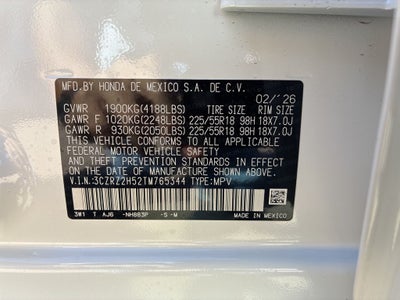 MFD.BY HONDA DE MEXICO S.A. DE C.V.
02/'26
GVWR 1900KG(4188LBS) TIRE SIZE RIM SIZE
GAWR F 1020KG(2248LBS) 225/55R18 98H 18X7.0J
GAWR R 930KG(2050LBS) 225/55R18 98H 18X7.0J
THIS VEHICLE CONFORMS TO ALL APPLICABLE
FEDERAL MOTOR VEHICLE SAFETY
AND THEFT PREVENTION STANDARDS IN EFFECT
ON THE DATE OF MANUFACTURE SHOWN ABOVE.
V.I.N:3CZRZ2H52TM765344 TYPE:MPV
3W1 T AJ6 -NH883P -S -M
MADE IN MEXICO